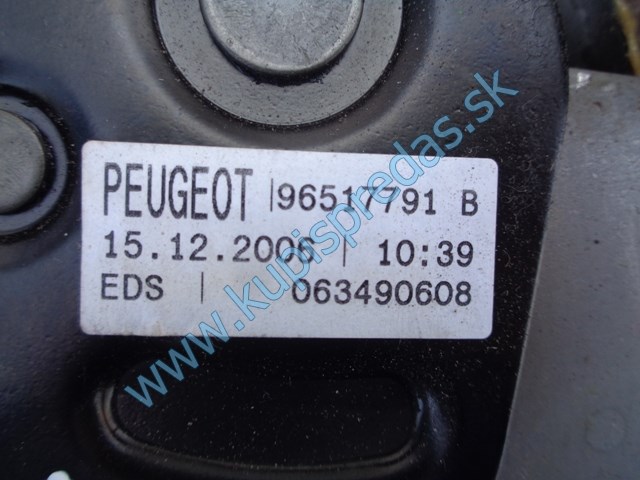 PEUGEOT |96517791 B
15.12.2006 | 10:39
EDS | 063490608
www.kupispredas.sk